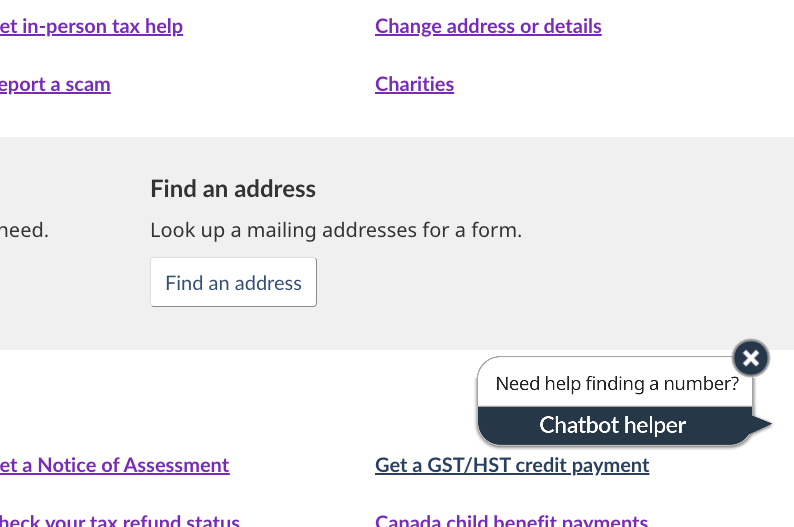 et in-person tax help
Change address or details
eport a scam
Charities
Find an address
need.
Look up a mailing addresses for a form.
Find an address
Need help finding a number?
Chatbot helper
et a Notice of Assessment
Get a GST/HST credit payment
heck your tax refund status
Canada child benefit payments